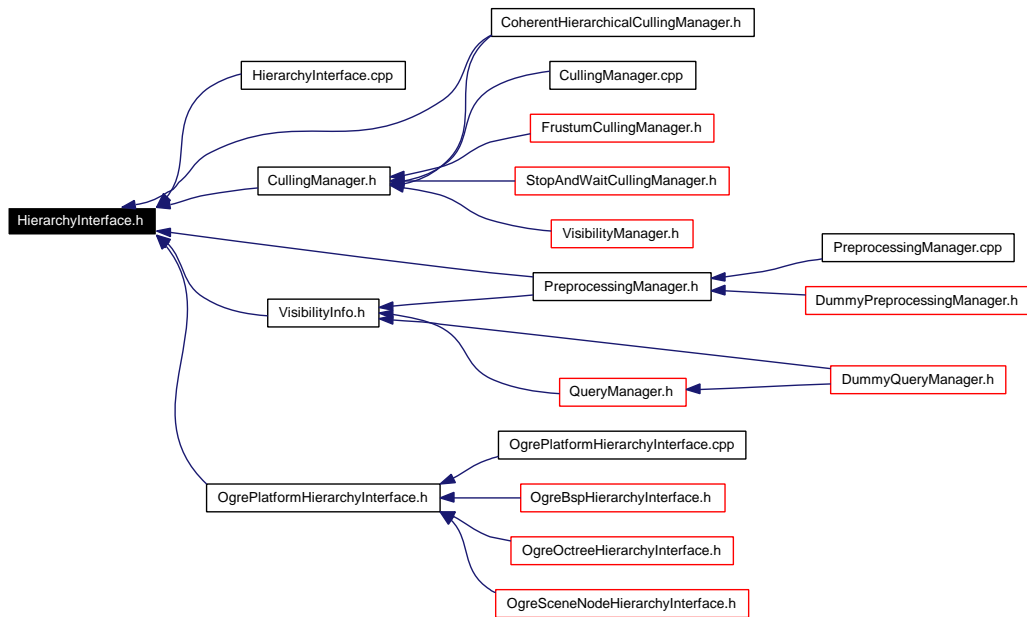 CoherentHierarchicalCullingManager.h
HierarchyInterface.cpp
CullingManager.cpp
FrustumCullingManager.h
CullingManager.h
StopAndWaitCullingManager.h
HierarchyInterface.h
VisibilityManager.h
PreprocessingManager.cpp
PreprocessingManager.h
DummyPreprocessingManager.h
VisibilityInfo.h
DummyQueryManager.h
QueryManager.h
OgrePlatformHierarchyInterface.cpp
OgrePlatformHierarchyInterface.h
OgreBspHierarchyInterface.h
OgreOctreeHierarchyInterface.h
OgreSceneNodeHierarchyInterface.h